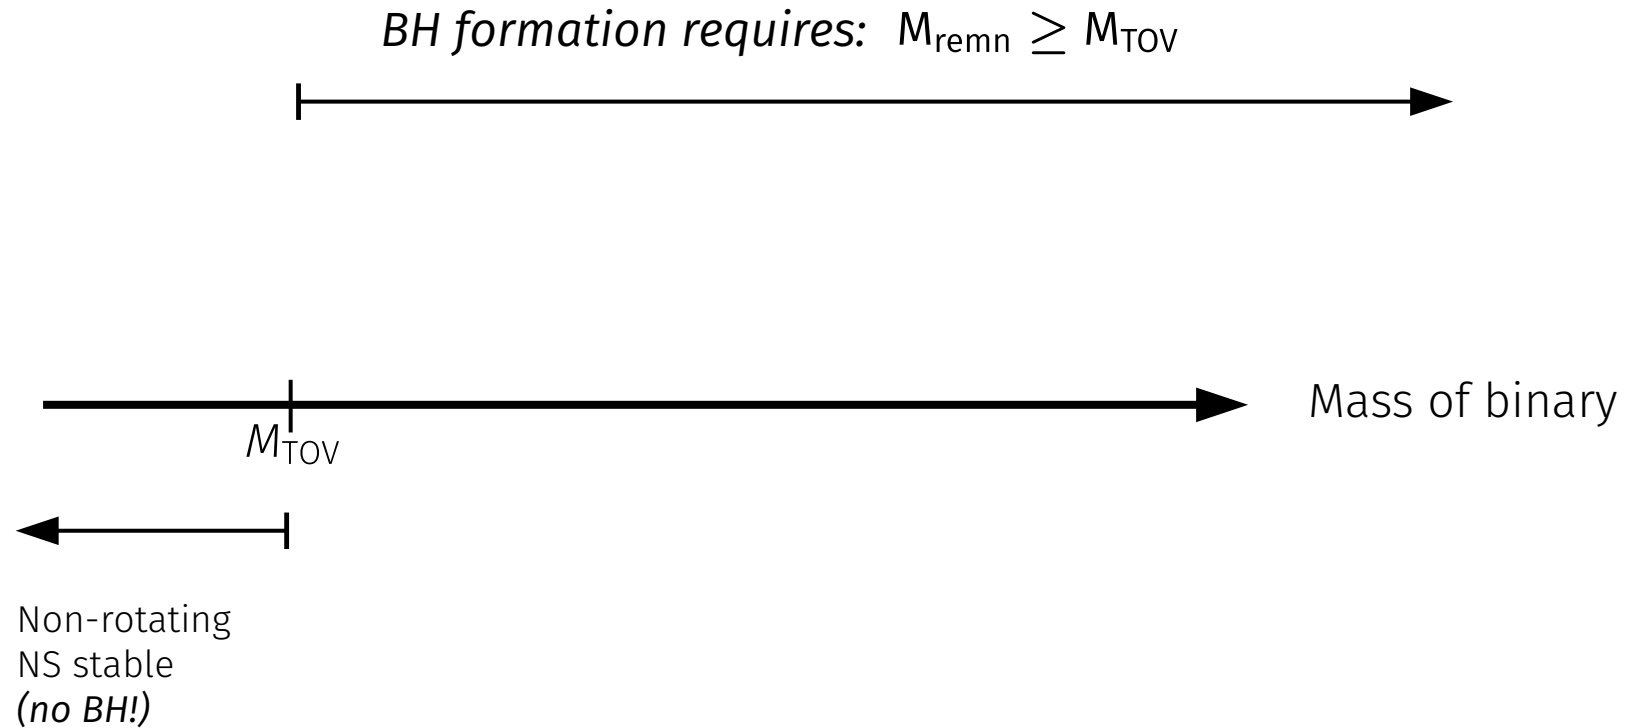 BH formation requires: M_remn ≥ M_TOV
Mass of binary
M_TOV
Non-rotating
NS stable
(no BH!)